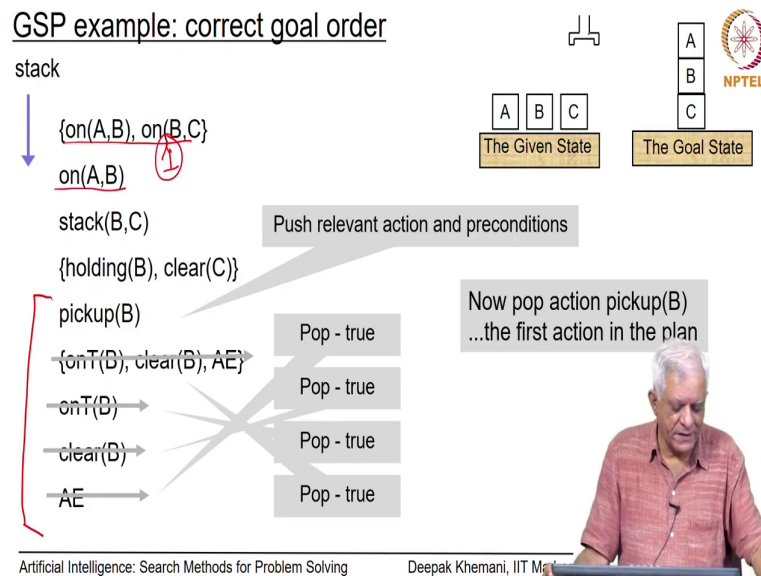 GSP example: correct goal order
stack
{on(A,B), on(B,C}
1
on(A,B)
stack(B,C)
{holding(B), clear(C)}
pickup(B)
{onT(B), clear(B), AE}
onT(B)
clear(B)
AE
Push relevant action and preconditions
Pop - true
Pop - true
Pop - true
Pop - true
A B C
The Given State
A
B
C
The Goal State
NPTEL
Now pop action pickup(B)
...the first action in the plan
Artificial Intelligence: Search Methods for Problem Solving
Deepak Khemani, IIT